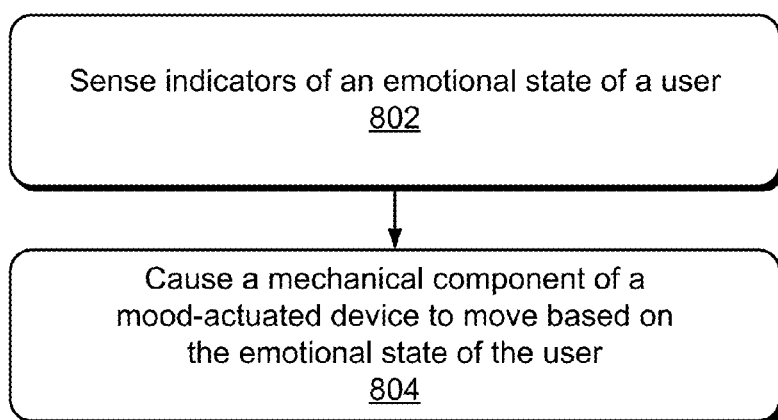 Sense indicators of an emotional state of a user
802
Cause a mechanical component of a
mood-actuated device to move based on
the emotional state of the user
804